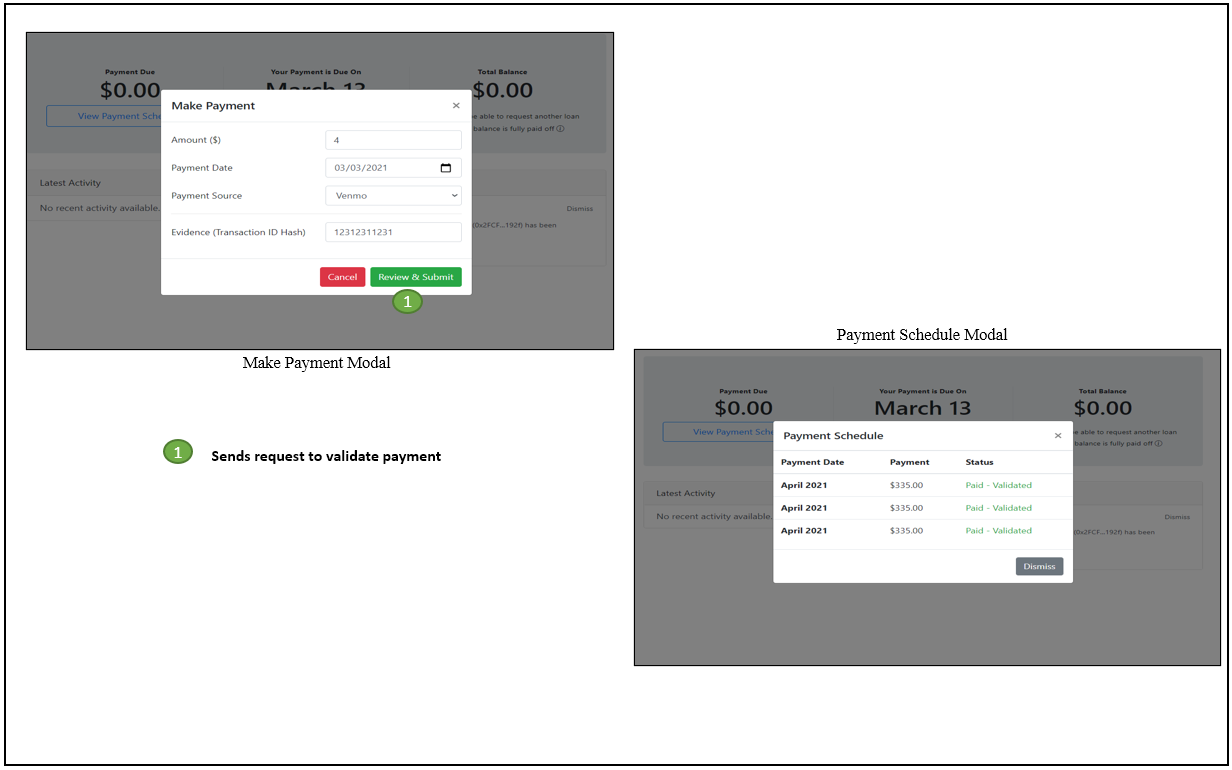 Payment Due
Your Payment is Due On
Total Balance
$0.00
March 13
$0.00
View Payment Sche
e able to request another loan
balance is fully paid off
Latest Activity
No recent activity available.
Dismiss
(0x2FCF...192f) has been
Make Payment
×
Amount ($)
4
Payment Date
03/03/2021
Payment Source
Venmo
Evidence (Transaction ID Hash)
12312311231
Cancel
Review & Submit
1
Make Payment Modal
1
Sends request to validate payment
Payment Schedule Modal
Payment Due
Your Payment is Due On
Total Balance
$0.00
March 13
$0.00
View Payment Sche
e able to request another loan
balance is fully paid off
Latest Activity
No recent activity available.
Dismiss
(0x2FCF...192f) has been
Payment Schedule
×
Payment Date Payment Status
April 2021 $335.00 Paid - Validated
April 2021 $335.00 Paid - Validated
April 2021 $335.00 Paid - Validated
Dismiss